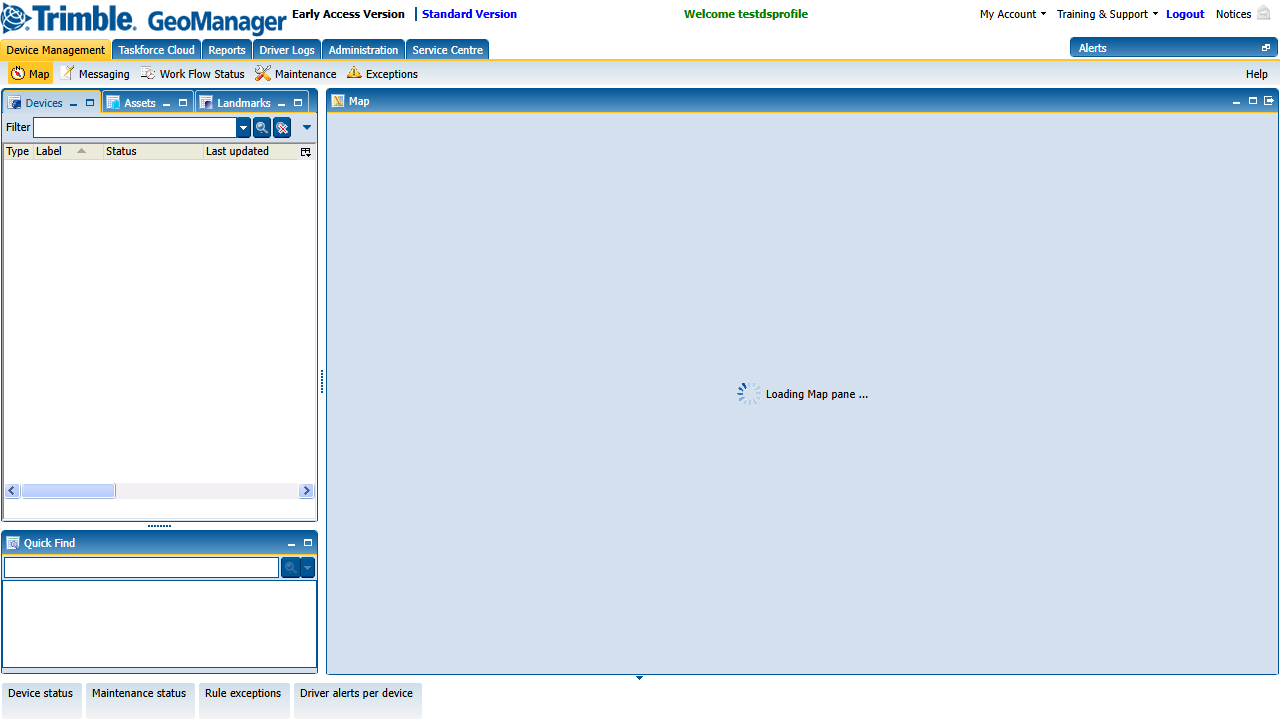 Trimble. GeoManager Early Access Version | Standard Version Welcome testdsprofile My Account Training & Support Logout Notices
Device Management Taskforce Cloud Reports Driver Logs Administration Service Centre Alerts
Map Messaging Work Flow Status Maintenance Exceptions Help
Devices Assets Landmarks Map
Filter
Type Label Status Last updated
Loading Map pane ...
Quick Find
Device status Maintenance status Rule exceptions Driver alerts per device